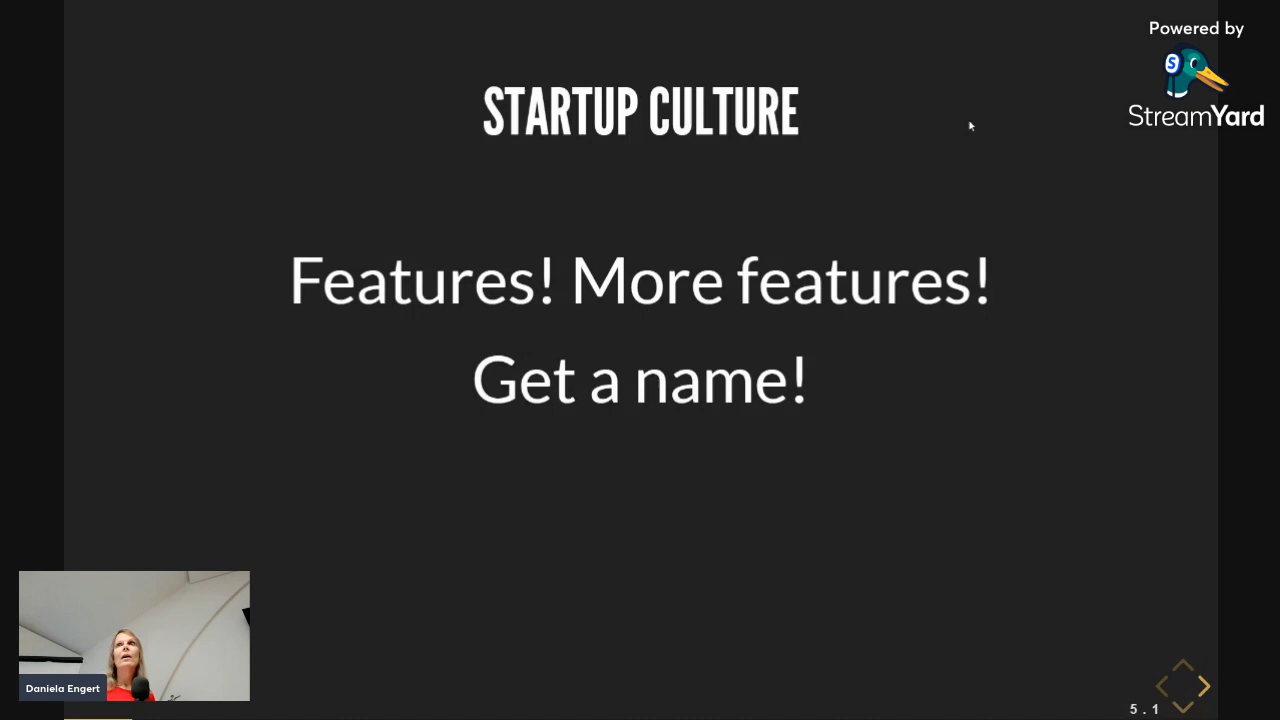 Powered by
StreamYard
STARTUP CULTURE
Features! More features!
Get a name!
Daniela Engert
5.1